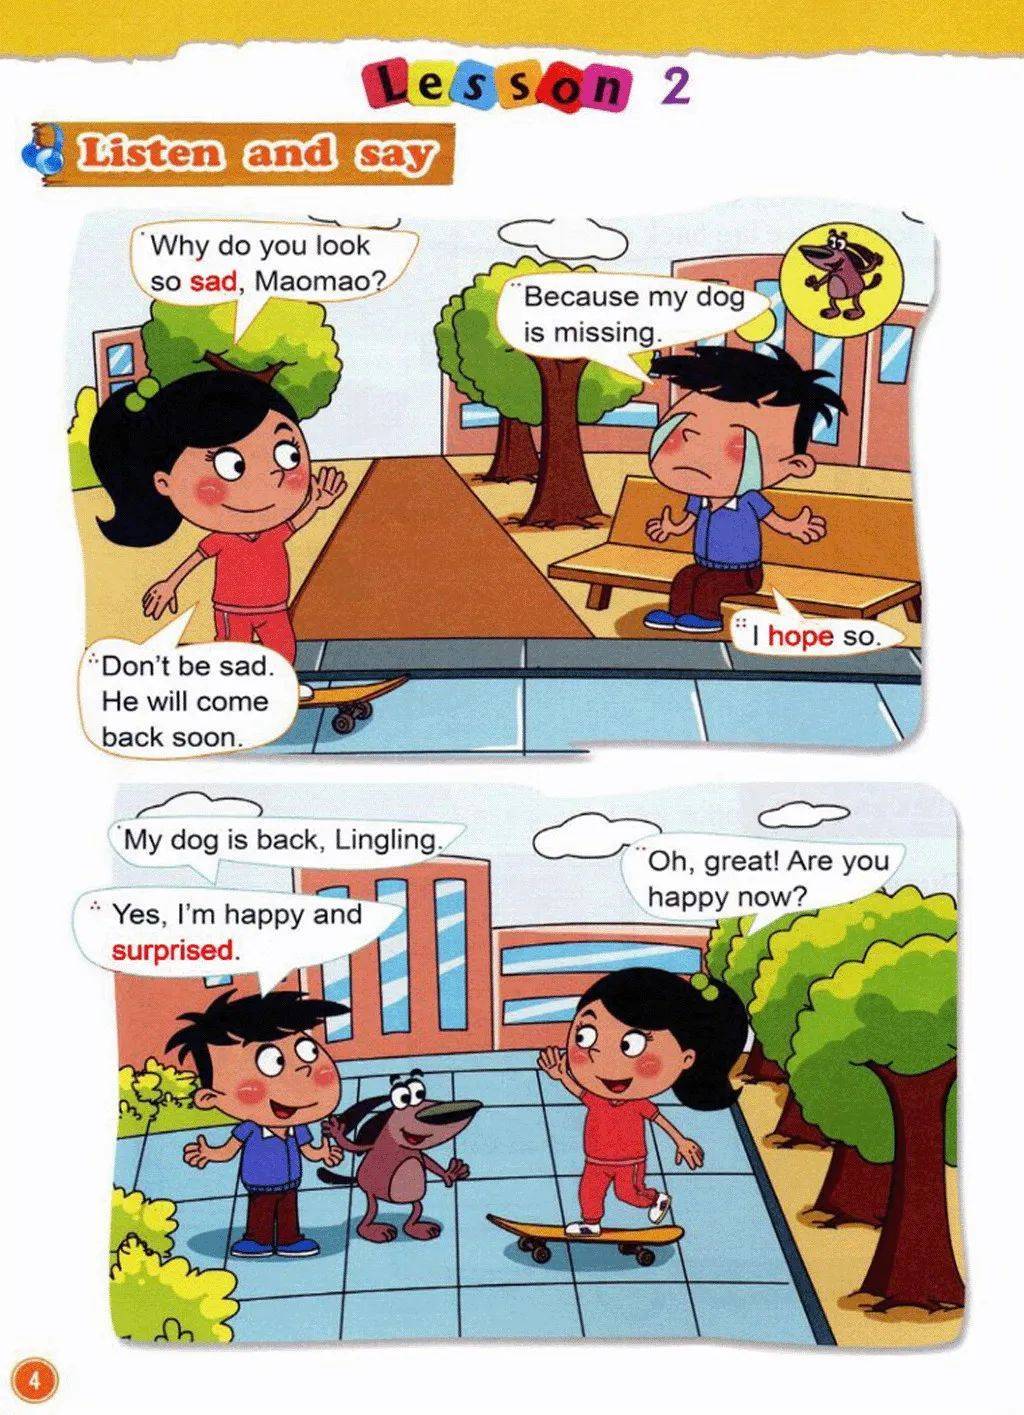 Lesson 2
Listen and say
Why do you look
so sad, Maomao?
Because my dog
is missing.
Don't be sad.
He will come
back soon.
I hope so.
My dog is back, Lingling.
Oh, great! Are you
happy now?
Yes, I'm happy and
surprised.
4